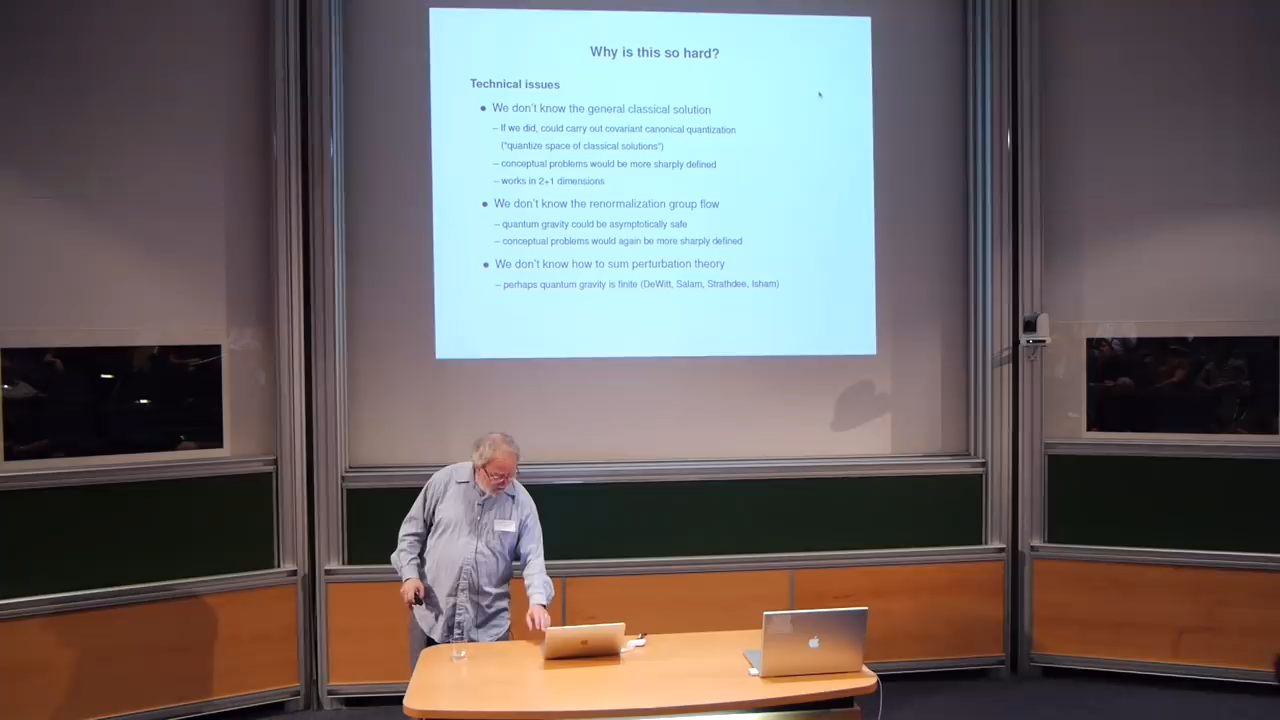 Why is this so hard?
Technical issues
● We don't know the general classical solution
– If we did, could carry out covariant canonical quantization
("quantize space of classical solutions")
– conceptual problems would be more sharply defined
– works in 2+1 dimensions
● We don't know the renormalization group flow
– quantum gravity could be asymptotically safe
– conceptual problems would again be more sharply defined
● We don't know how to sum perturbation theory
– perhaps quantum gravity is finite (DeWitt, Salam, Strathdee, Isham)